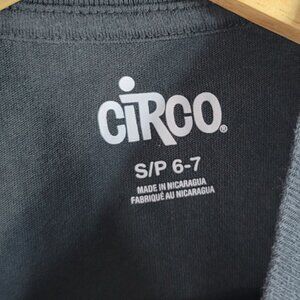 CiRCO®
S/P 6-7
MADE IN NICARAGUA
FABRIQUÉ AU NICARAGUA